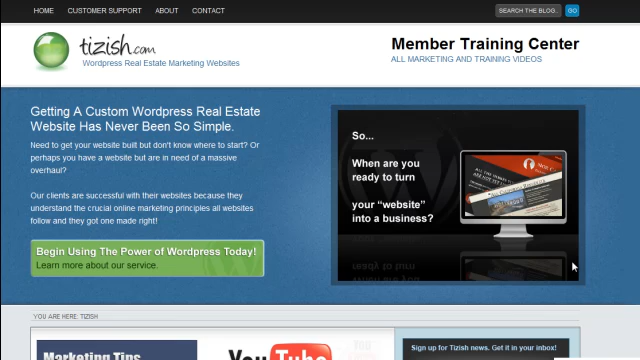 HOME CUSTOMER SUPPORT ABOUT CONTACT SEARCH THE BLOG.. GO
tizish.com
Wordpress Real Estate Marketing Websites
Member Training Center
ALL MARKETING AND TRAINING VIDEOS
Getting A Custom Wordpress Real Estate
Website Has Never Been So Simple.
Need to get your website built but don't know where to start? Or
perhaps you have a website but are in need of a massive
overhaul?
Our clients are successful with their websites because they
understand the crucial online marketing principles all websites
follow and they got one made right!
Begin Using The Power of Wordpress Today!
Learn more about our service.
So...
When are you
ready to turn
your “website”
into a business?
YOU ARE HERE: TIZISH
Marketing Tips
YouTube
Sign up for Tizish news. Get it in your inbox!